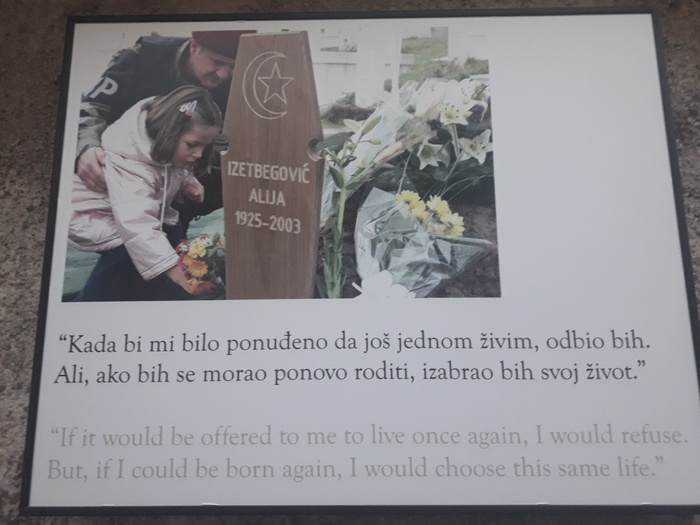 P
IZETBEGOVIĆ
ALIJA
1925-2003
“Kada bi mi bilo ponuđeno da još jednom živim, odbio bih.
Ali, ako bih se morao ponovo roditi, izabrao bih svoj život.”
“If it would be offered to me to live once again, I would refuse.
But, if I could be born again, I would choose this same life.”